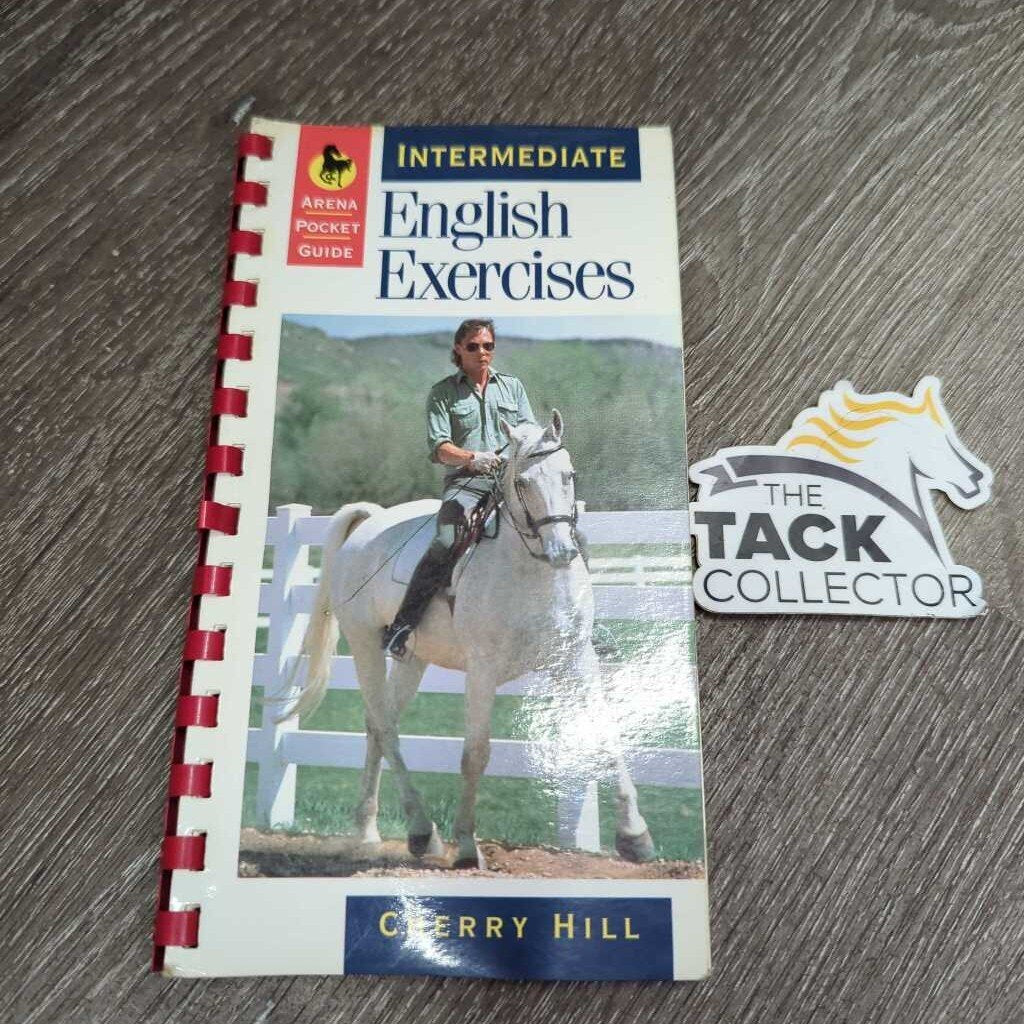 INTERMEDIATE
ARENA
POCKET
GUIDE
English
Exercises
CHERRY HILL
THE
TACK
COLLECTOR